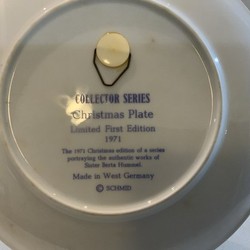 COLLECTOR SERIES
Christmas Plate
Limited First Edition
1971
The 1971 Christmas edition of a series
portraying the authentic works of
Sister Berta Hummel.
Made in West Germany
© SCHMID